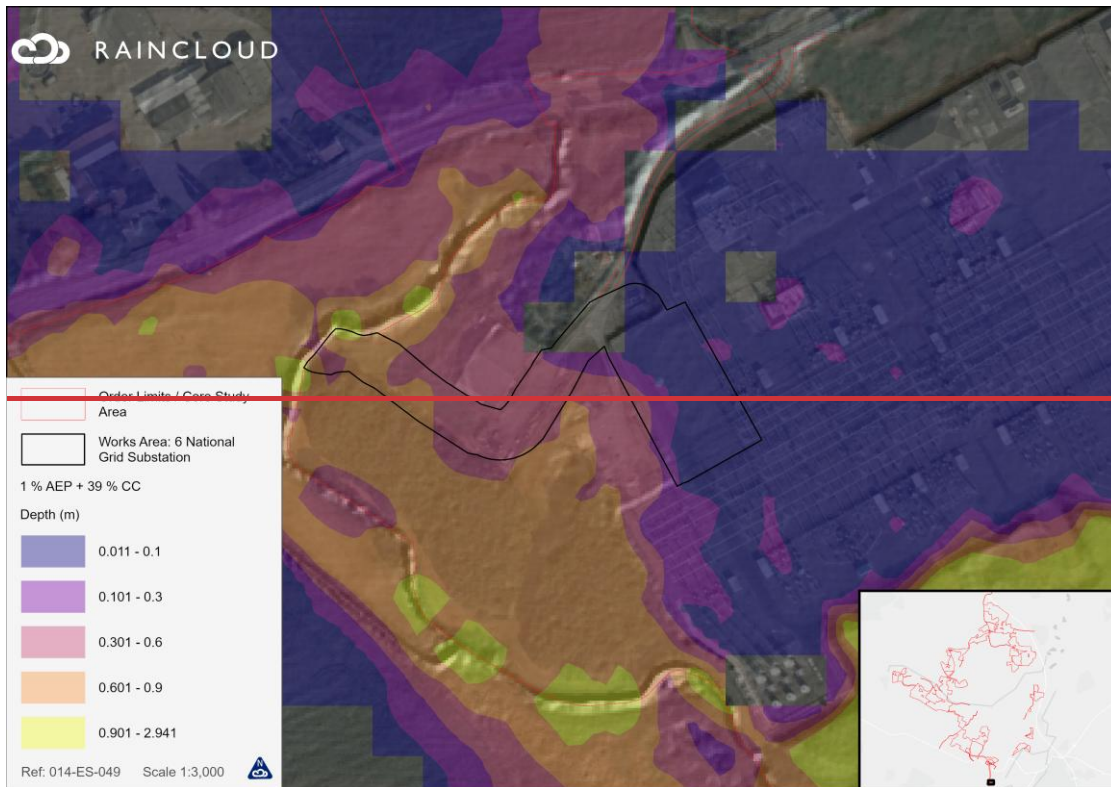 RAINCLOUD
Order Limits / Core Study
Area
Works Area: 6 National
Grid Substation
1 % AEP + 39 % CC
Depth (m)
0.011 - 0.1
0.101 - 0.3
0.301 - 0.6
0.601 - 0.9
0.901 - 2.941
Ref: 014-ES-049 Scale 1:3,000
N